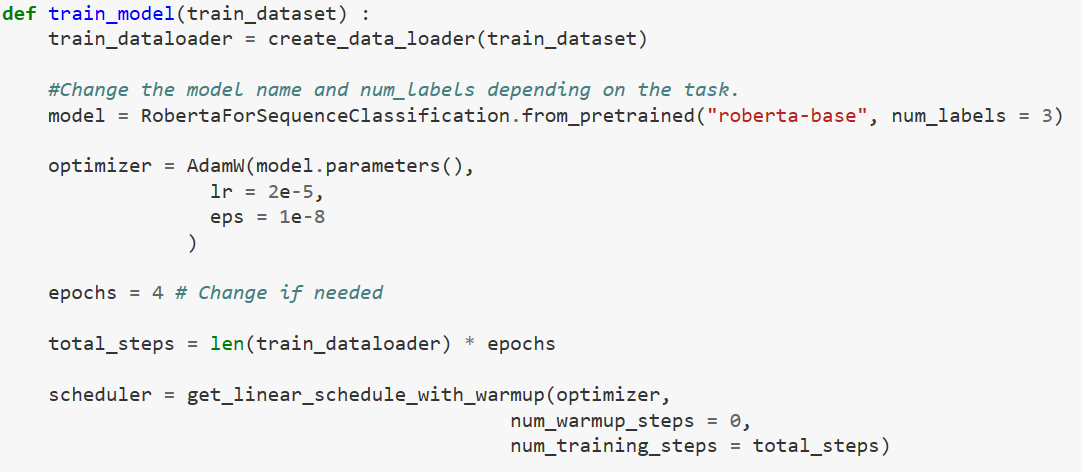 def train_model(train_dataset) :
    train_dataloader = create_data_loader(train_dataset)

    #Change the model name and num_labels depending on the task.
    model = RobertaForSequenceClassification.from_pretrained("roberta-base", num_labels = 3)

    optimizer = AdamW(model.parameters(),
                  lr = 2e-5,
                  eps = 1e-8
                )

    epochs = 4 # Change if needed

    total_steps = len(train_dataloader) * epochs

    scheduler = get_linear_schedule_with_warmup(optimizer,
                                            num_warmup_steps = 0,
                                            num_training_steps = total_steps)